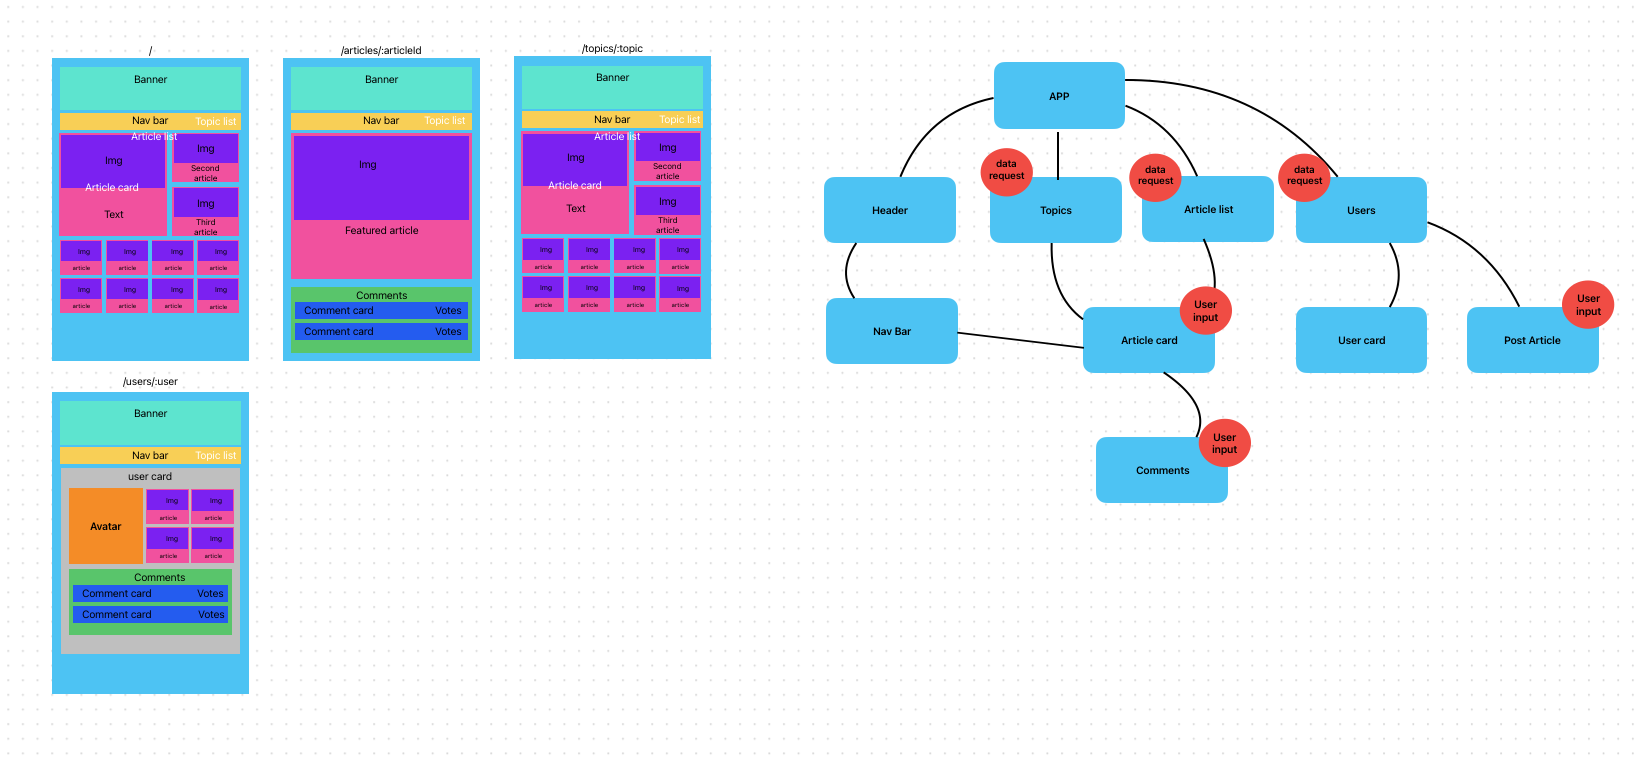 /
Banner
Nav bar
Topic list
Article list
Img
Article card
Text
Img
Second
article
Img
Third
article
Img
Img
Img
Img
article
article
article
article
Img
Img
Img
Img
article
article
article
article
/articles/:articleId
Banner
Nav bar
Topic list
Img
Featured article
Comments
Comment card
Votes
Comment card
Votes
/topics/:topic
Banner
Nav bar
Topic list
Article list
Img
Article card
Text
Img
Second
article
Img
Third
article
Img
Img
Img
Img
article
article
article
article
Img
Img
Img
Img
article
article
article
article
/users/:user
Banner
Nav bar
Topic list
user card
Avatar
Img
Img
article
article
Img
Img
article
article
Comments
Comment card
Votes
Comment card
Votes
APP
Header
data
request
Topics
data
request
Article list
data
request
Users
Nav Bar
User
input
Article card
User card
User
input
Post Article
User
input
Comments